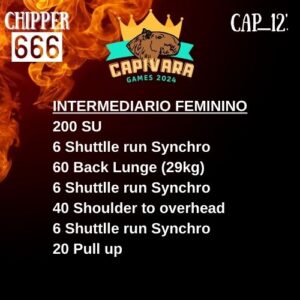 CHIPPER
666
CAP_12'
CAPIVARA
GAMES 2024
INTERMEDIARIO FEMININO
200 SU
6 Shuttlle run Synchro
60 Back Lunge (29kg)
6 Shuttlle run Synchro
40 Shoulder to overhead
6 Shuttlle run Synchro
20 Pull up